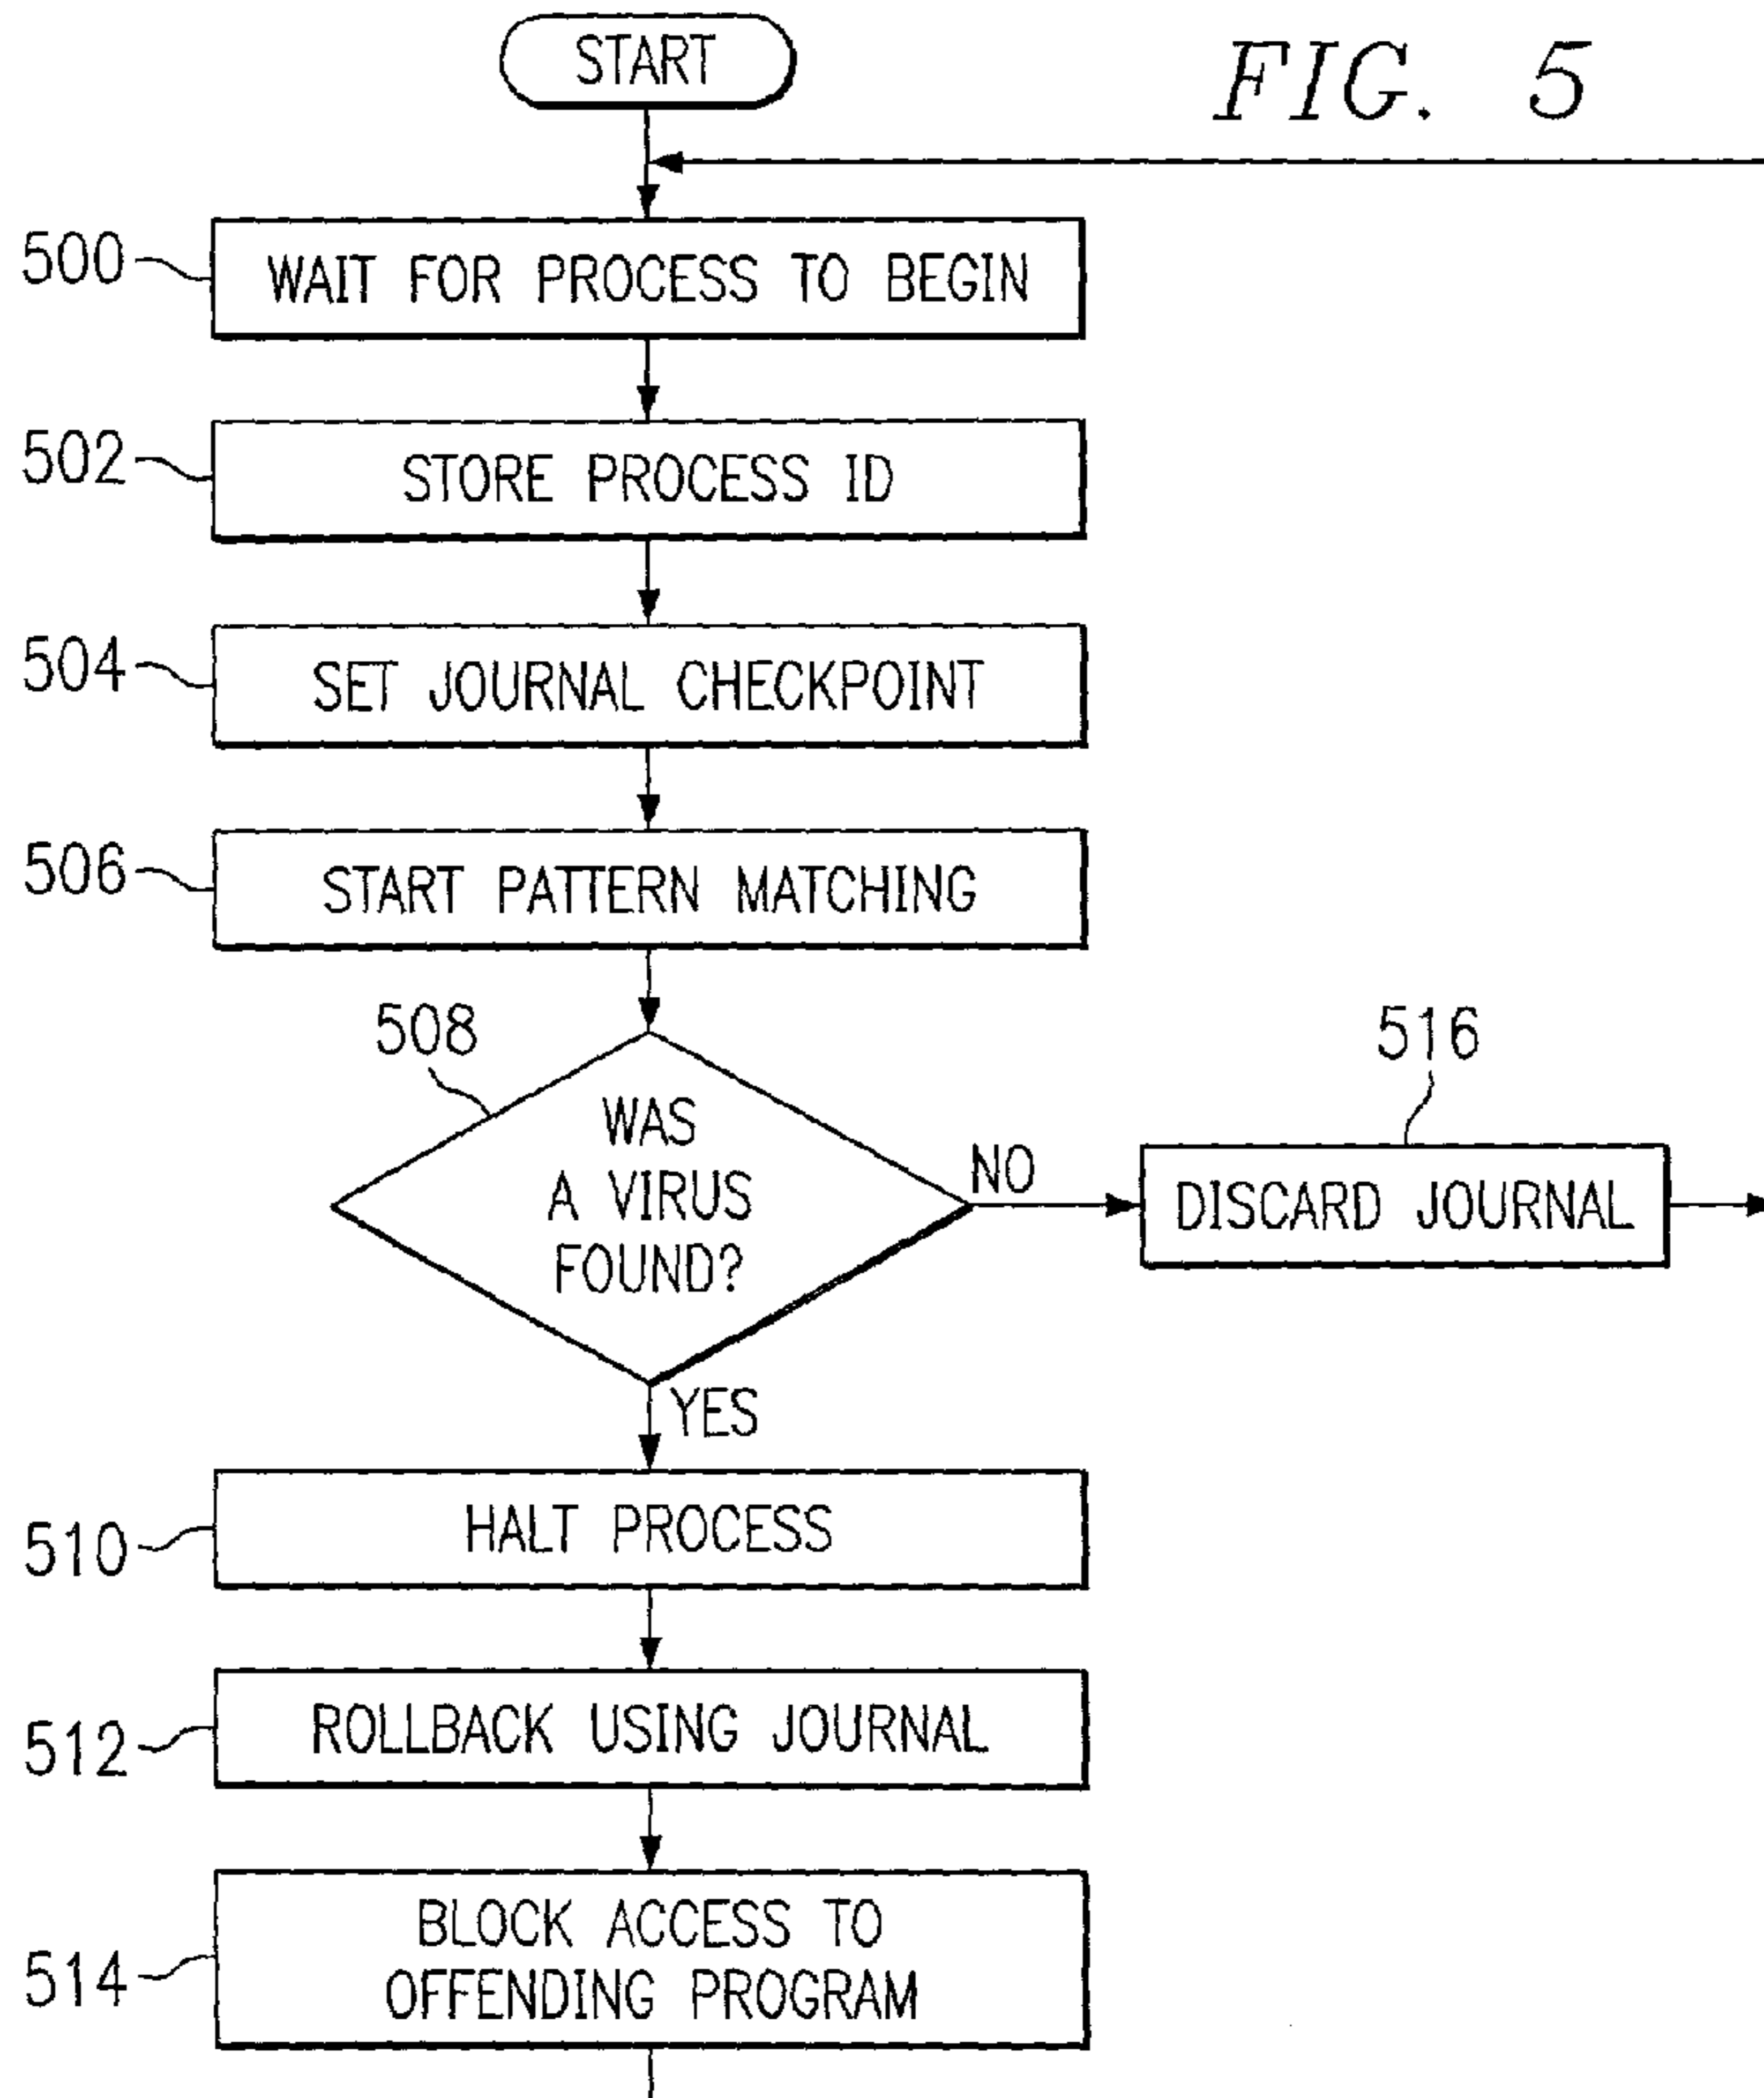 START
FIG. 5
500
WAIT FOR PROCESS TO BEGIN
502
STORE PROCESS ID
504
SET JOURNAL CHECKPOINT
506
START PATTERN MATCHING
508
WAS
A VIRUS
FOUND?
NO
516
DISCARD JOURNAL
YES
510
HALT PROCESS
512
ROLLBACK USING JOURNAL
514
BLOCK ACCESS TO
OFFENDING PROGRAM